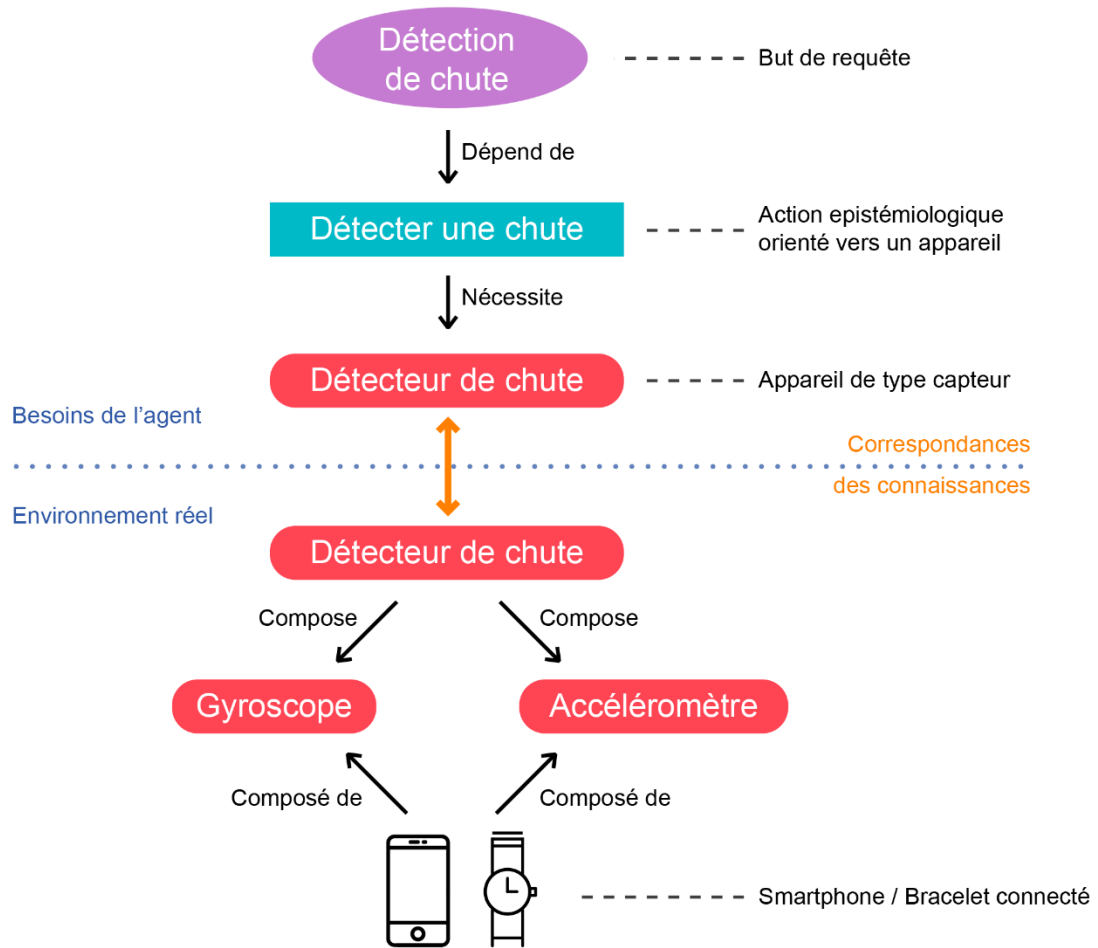 Détection
de chute
But de requête
Dépend de
Détecter une chute
Action epistémiologique
orienté vers un appareil
Nécessite
Détecteur de chute
Appareil de type capteur
Besoins de l'agent
Correspondances
des connaissances
Environnement réel
Détecteur de chute
Compose
Compose
Gyroscope
Accéléromètre
Composé de
Composé de
Smartphone / Bracelet connecté